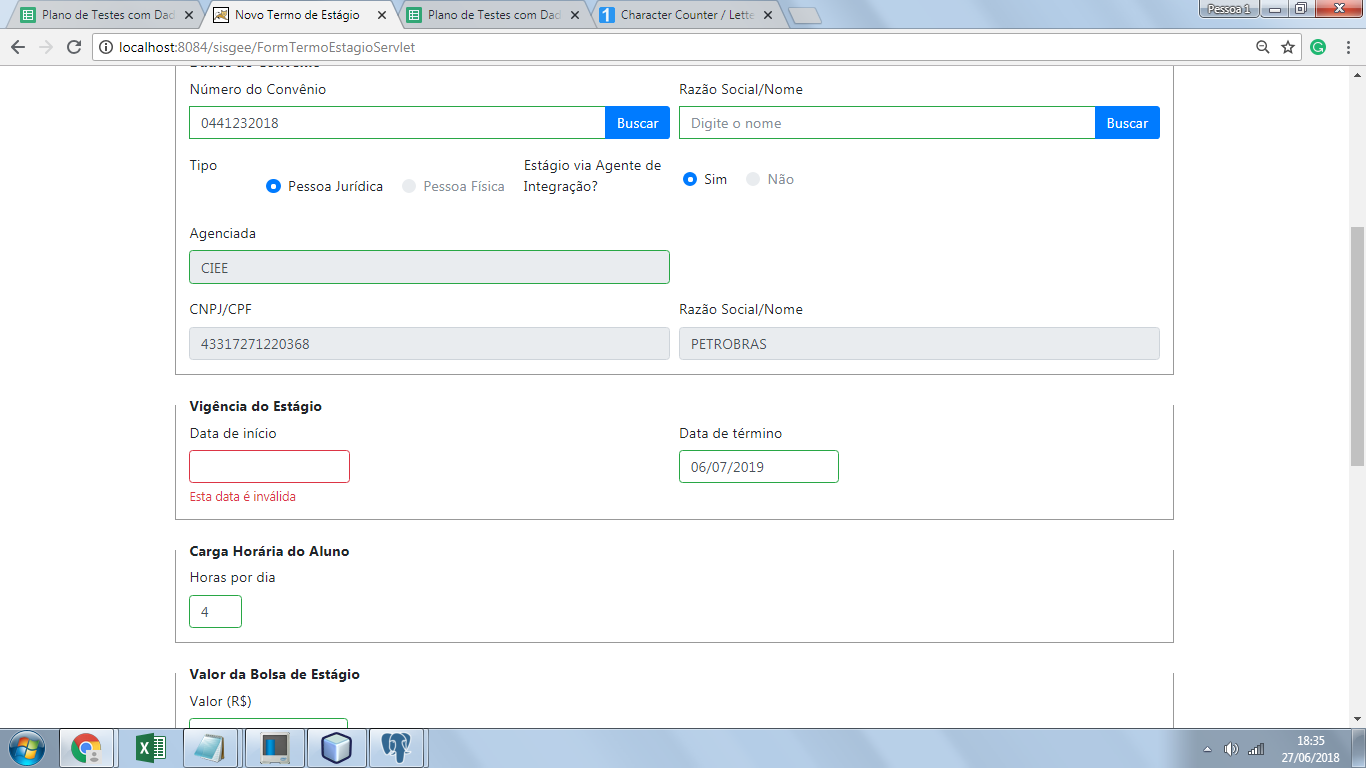 Plano de Testes com Dad
Novo Termo de Estágio
Plano de Testes com Dad
Character Counter / Lette
Pessoa 1
localhost:8084/sisgee/FormTermoEstagioServlet
Número do Convênio
Razão Social/Nome
0441232018
Buscar
Digite o nome
Buscar
Tipo
Pessoa Jurídica
Pessoa Física
Estágio via Agente de
Integração?
Sim
Não
Agenciada
CIEE
CNPJ/CPF
Razão Social/Nome
43317271220368
PETROBRAS
Vigência do Estágio
Data de início
Data de término
06/07/2019
Esta data é inválida
Carga Horária do Aluno
Horas por dia
4
Valor da Bolsa de Estágio
Valor (R$)
18:35
27/06/2018